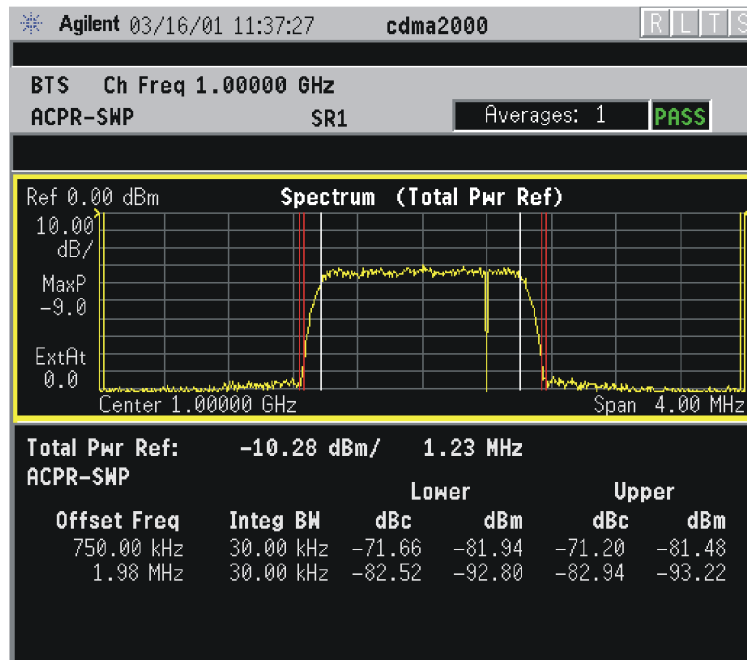 Agilent 03/16/01 11:37:27 cdma2000 R L T S
BTS Ch Freq 1.00000 GHz
ACPR-SWP SR1 Averages: 1 PASS
Ref 0.00 dBm Spectrum (Total Pwr Ref)
10.00
dB/
MaxP
-9.0
ExtAt
0.0
Center 1.00000 GHz Span 4.00 MHz
Total Pwr Ref: -10.28 dBm/ 1.23 MHz
ACPR-SWP
Lower Upper
Offset Freq Integ BW dBc dBm dBc dBm
750.00 kHz 30.00 kHz -71.66 -81.94 -71.20 -81.48
1.98 MHz 30.00 kHz -82.52 -92.80 -82.94 -93.22